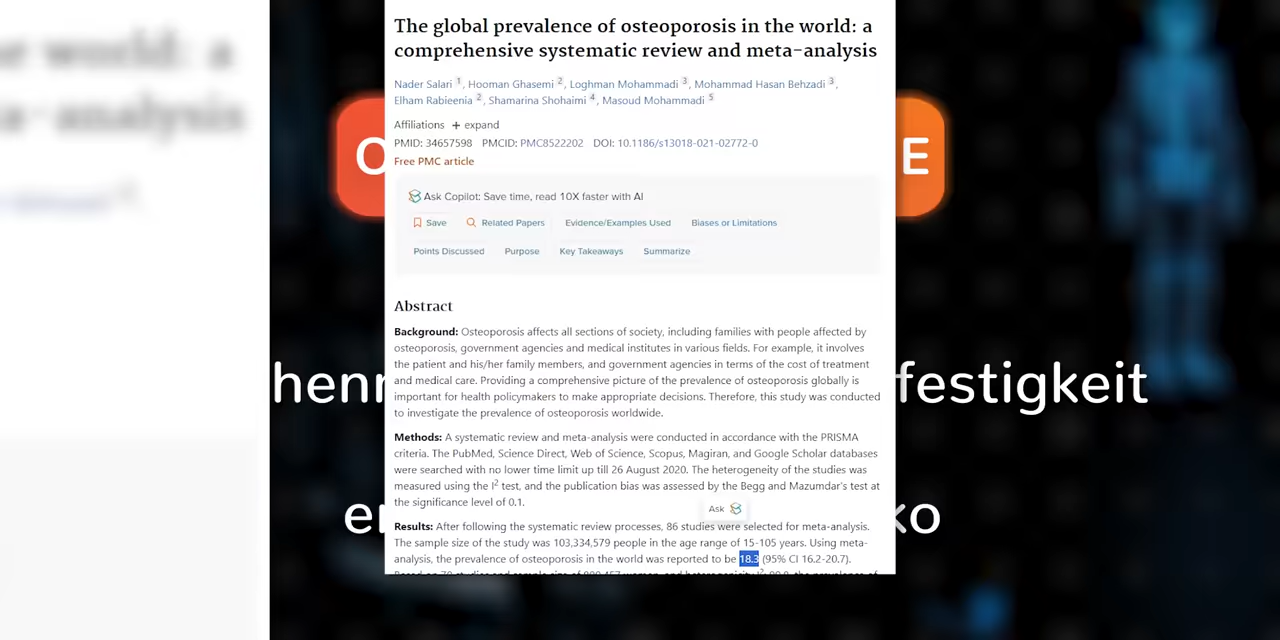 The global prevalence of osteoporosis in the world: a
comprehensive systematic review and meta-analysis
Nader Salari 1, Hooman Ghasemi 2, Loghman Mohammadi 3, Mohammad Hasan Behzadi 3,
Elham Rabieenia 2, Shamarina Shohaimi 4, Masoud Mohammadi 5
Affiliations + expand
PMID: 34657598 PMCID: PMC8522202 DOI: 10.1186/s13018-021-02772-0
Free PMC article
Ask Copilot: Save time, read 10X faster with AI
Save Related Papers Evidence/Examples Used Biases or Limitations
Points Discussed Purpose Key Takeaways Summarize
Abstract
Background: Osteoporosis affects all sections of society, including families with people affected by
osteoporosis, government agencies and medical institutes in various fields. For example, it involves
the patient and his/her family members, and government agencies in terms of the cost of treatment
and medical care. Providing a comprehensive picture of the prevalence of osteoporosis globally is
important for health policymakers to make appropriate decisions. Therefore, this study was conducted
to investigate the prevalence of osteoporosis worldwide.
Methods: A systematic review and meta-analysis were conducted in accordance with the PRISMA
criteria. The PubMed, Science Direct, Web of Science, Scopus, Magiran, and Google Scholar databases
were searched with no lower time limit up till 26 August 2020. The heterogeneity of the studies was
measured using the I2 test, and the publication bias was assessed by the Begg and Mazumdar's test at
the significance level of 0.1.
Ask
Results: After following the systematic review processes, 86 studies were selected for meta-analysis.
The sample size of the study was 103,334,579 people in the age range of 15-105 years. Using meta-
analysis, the prevalence of osteoporosis in the world was reported to be 18.3 (95% CI 16.2-20.7).
O E
henn festigkeit
er ko